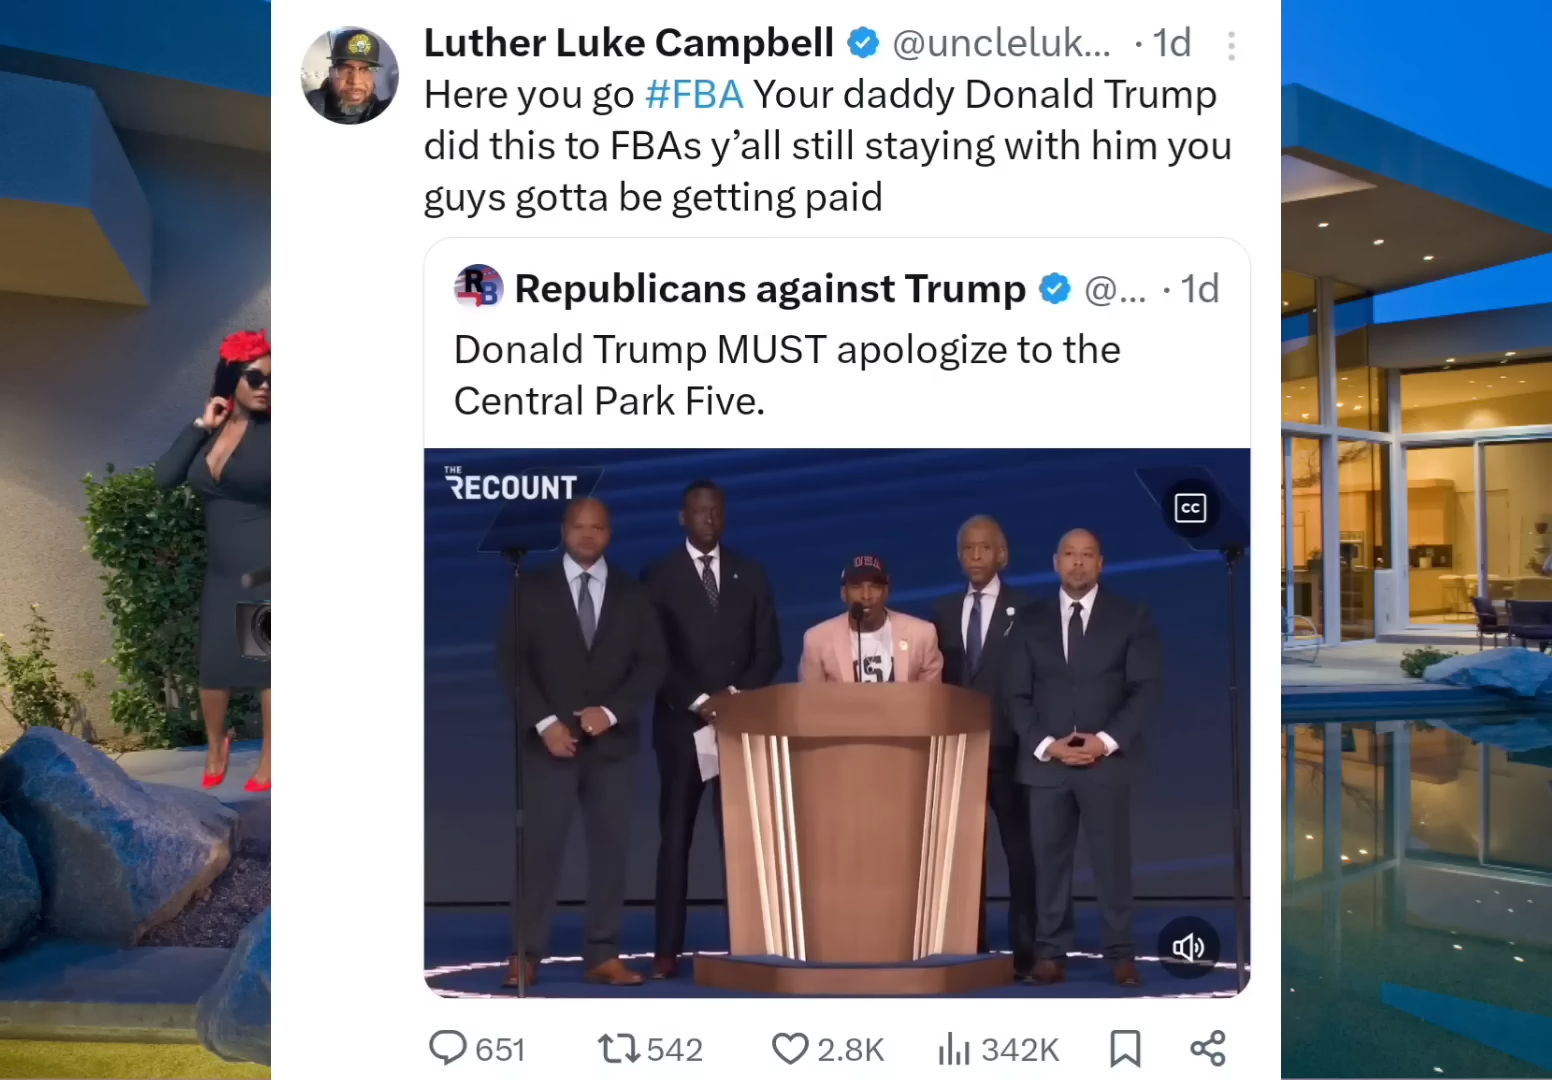 Luther Luke Campbell @uncleluk... · 1d
Here you go #FBA Your daddy Donald Trump
did this to FBAs y’all still staying with him you
guys gotta be getting paid
Republicans against Trump @... · 1d
Donald Trump MUST apologize to the
Central Park Five.
THE
RECOUNT
CC
USA
651 542 2.8K 342K